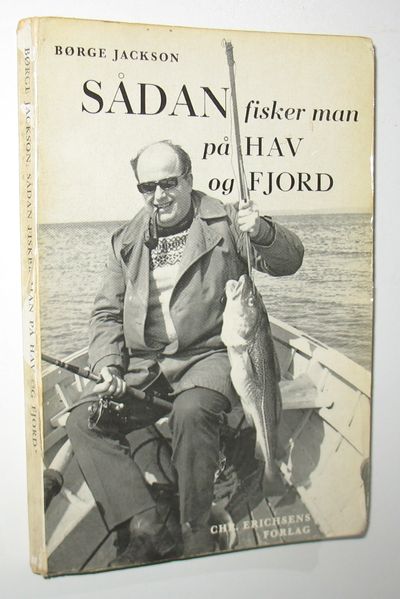 BØRGE JACKSON
SÅDAN fisker man
på HAV
og FJORD
CHR. ERICHSENS
FORLAG
BØRGE JACKSON: SÅDAN FISKER MAN PÅ HAV OG FJORD